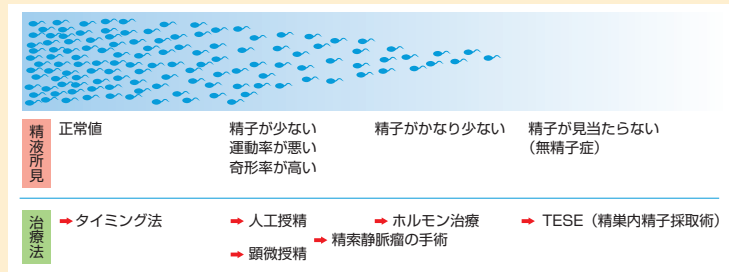 精液所見
正常値
精子が少ない
運動率が悪い
奇形率が高い
精子がかなり少ない
精子が見当たらない
（無精子症）
治療法
➡タイミング法
➡人工授精
➡顕微授精
➡精索静脈瘤の手術
➡ホルモン治療
➡TESE（精巣内精子採取術）